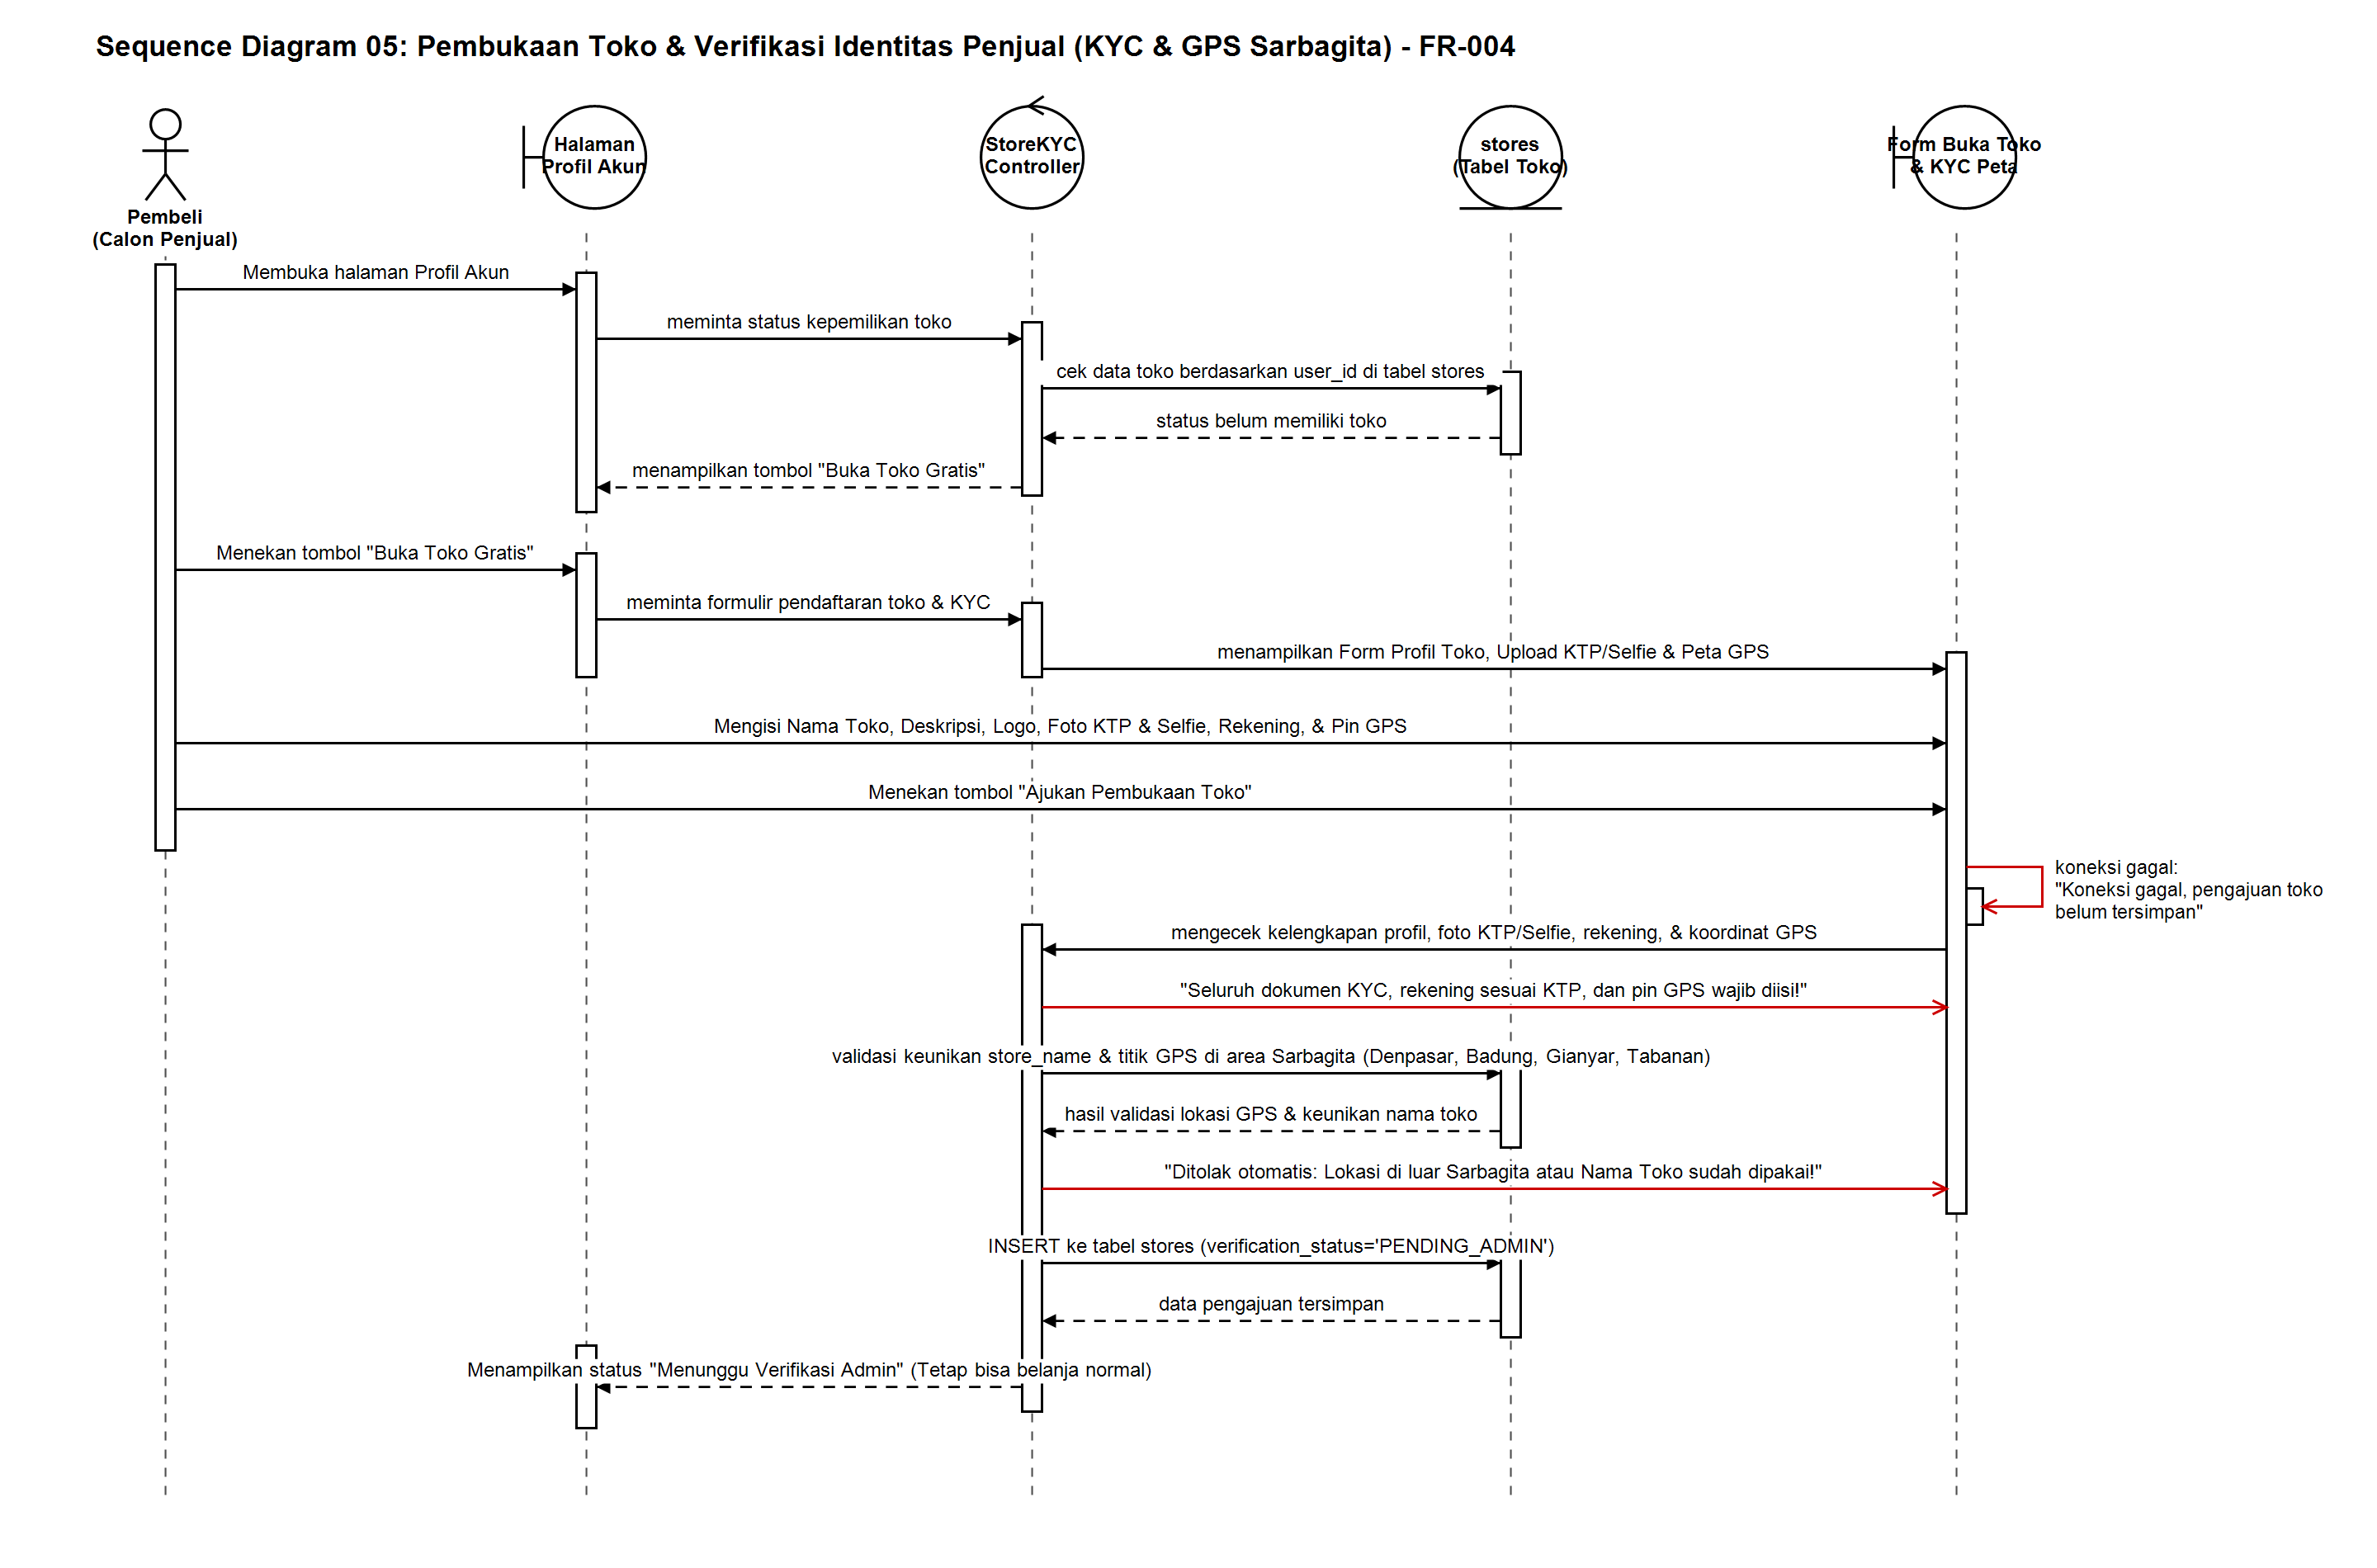 Sequence Diagram 05: Pembukaan Toko & Verifikasi Identitas Penjual (KYC & GPS Sarbagita) - FR-004
Pembeli
(Calon Penjual)
Halaman
Profil Akun
StoreKYC
Controller
stores
(Tabel Toko)
Form Buka Toko
& KYC Peta
Membuka halaman Profil Akun
meminta status kepemilikan toko
cek data toko berdasarkan user_id di tabel stores
status belum memiliki toko
menampilkan tombol "Buka Toko Gratis"
Menekan tombol "Buka Toko Gratis"
meminta formulir pendaftaran toko & KYC
menampilkan Form Profil Toko, Upload KTP/Selfie & Peta GPS
Mengisi Nama Toko, Deskripsi, Logo, Foto KTP & Selfie, Rekening, & Pin GPS
Menekan tombol "Ajukan Pembukaan Toko"
koneksi gagal:
"Koneksi gagal, pengajuan toko
belum tersimpan"
mengecek kelengkapan profil, foto KTP/Selfie, rekening, & koordinat GPS
"Seluruh dokumen KYC, rekening sesuai KTP, dan pin GPS wajib diisi!"
validasi keunikan store_name & titik GPS di area Sarbagita (Denpasar, Badung, Gianyar, Tabanan)
hasil validasi lokasi GPS & keunikan nama toko
"Ditolak otomatis: Lokasi di luar Sarbagita atau Nama Toko sudah dipakai!"
INSERT ke tabel stores (verification_status='PENDING_ADMIN')
data pengajuan tersimpan
Menampilkan status "Menunggu Verifikasi Admin" (Tetap bisa belanja normal)